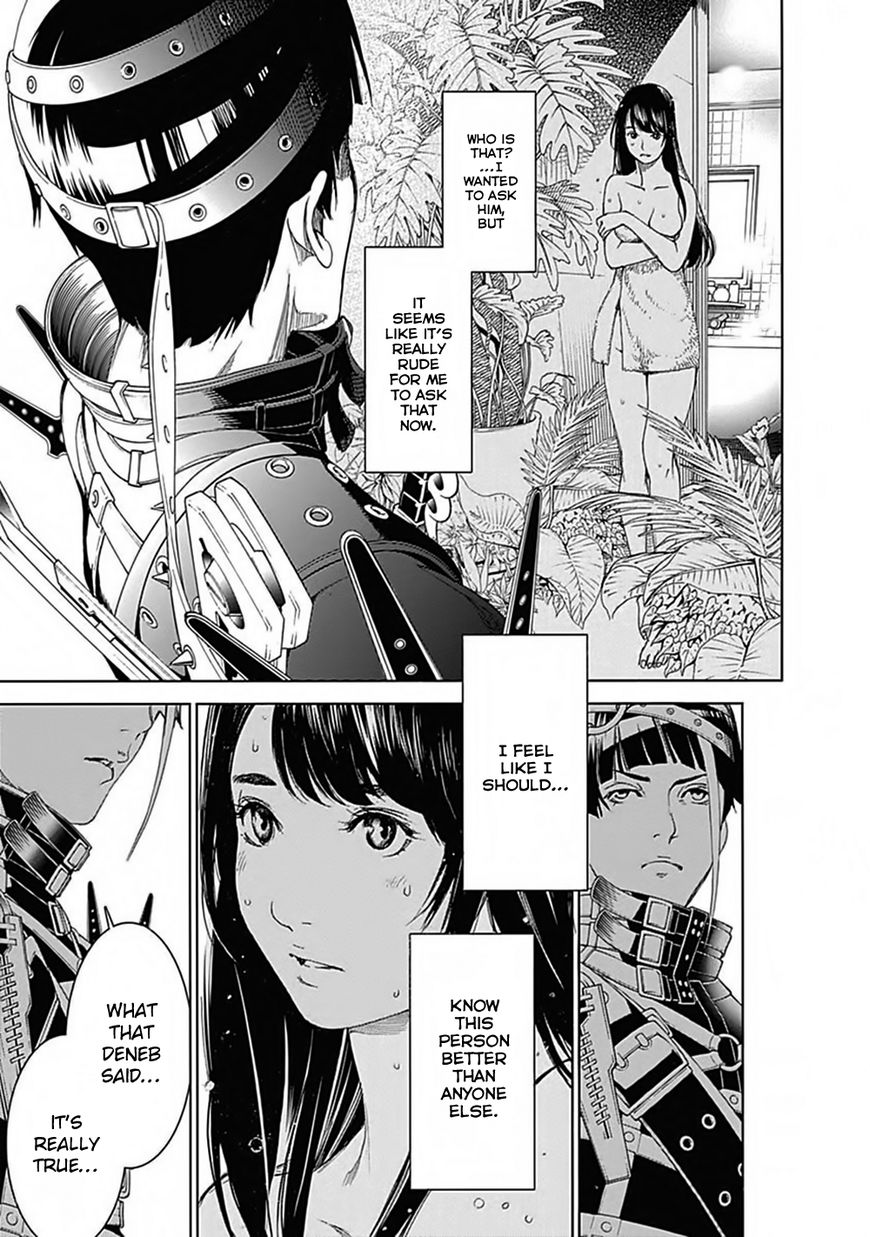 WHO IS
THAT?
...I
WANTED
TO ASK
HIM,
BUT
IT
SEEMS
LIKE IT'S
REALLY
RUDE
FOR ME
TO ASK
THAT
NOW.
I FEEL
LIKE I
SHOULD...
KNOW
THIS
PERSON
BETTER
THAN
ANYONE
ELSE.
WHAT
THAT
DENEB
SAID...
IT'S
REALLY
TRUE...